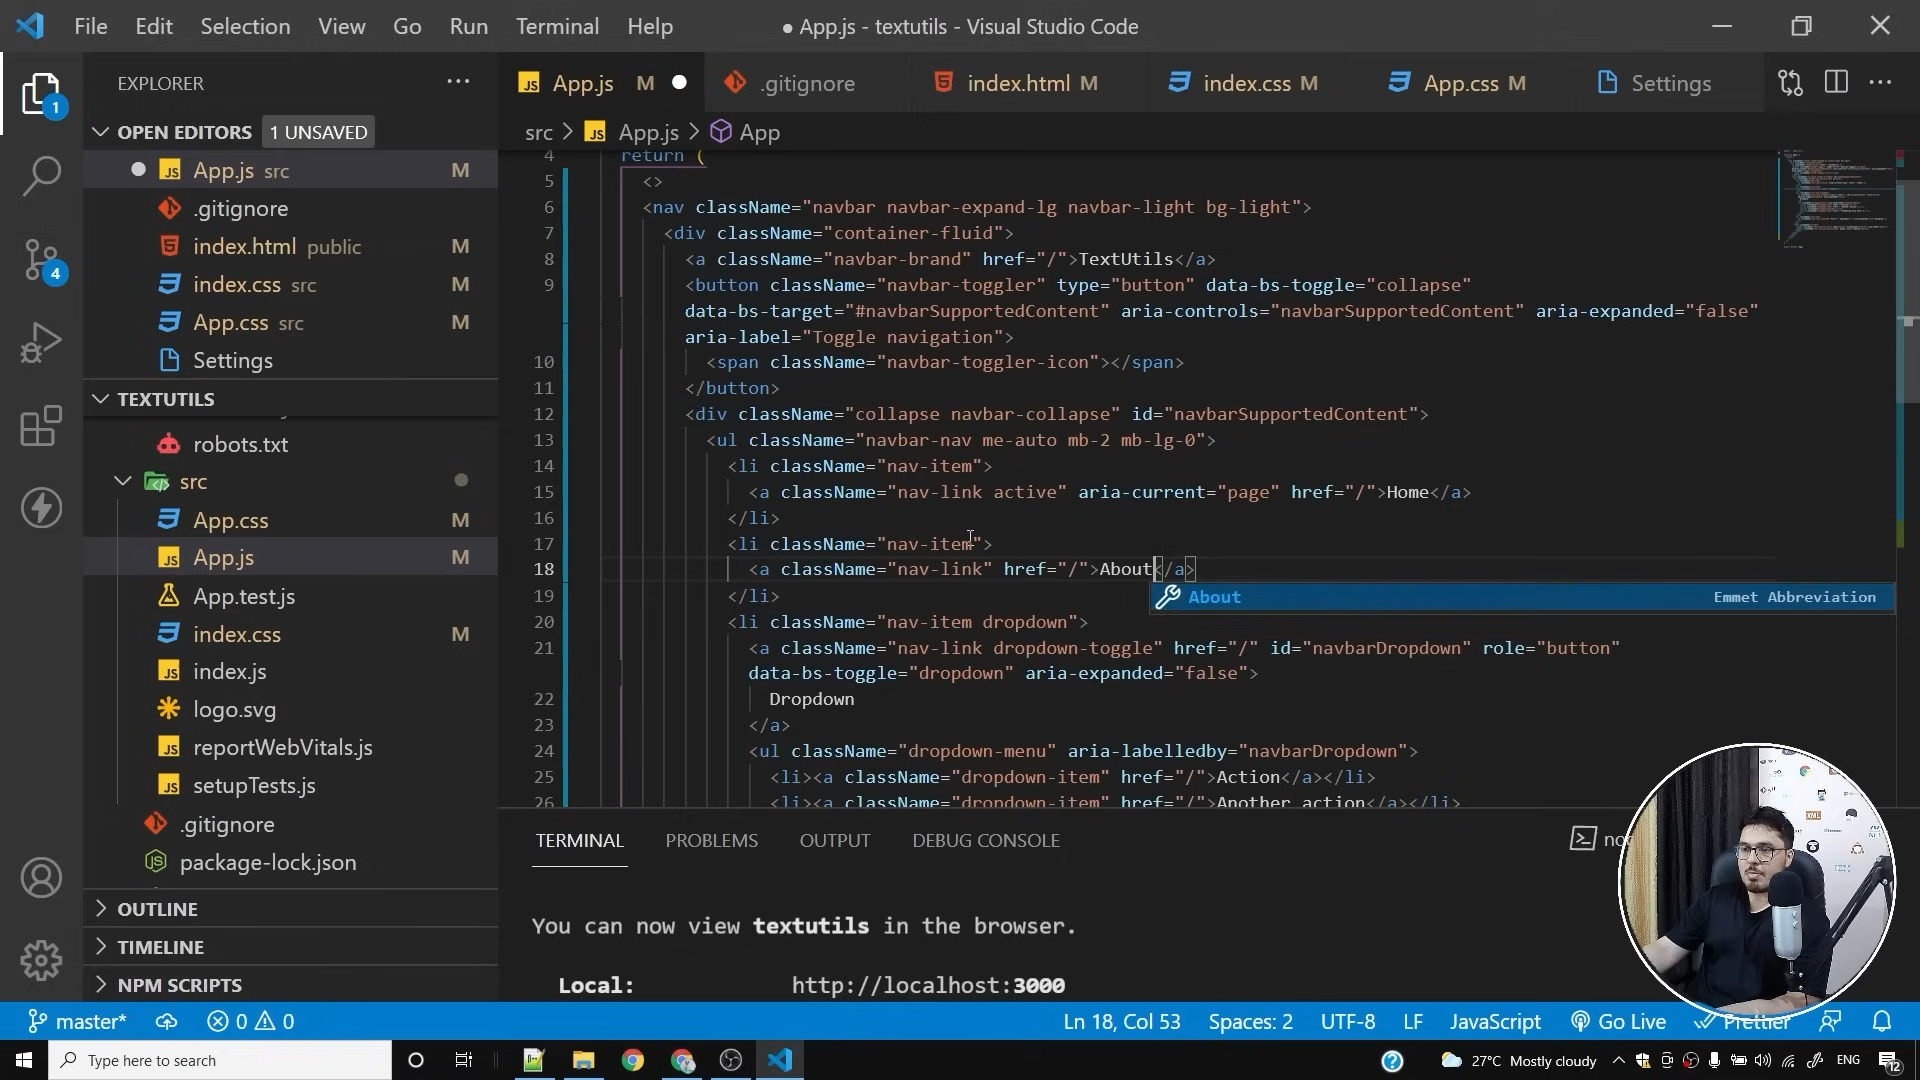 File Edit Selection View Go Run Terminal Help
● App.js - textutils - Visual Studio Code
EXPLORER
1
OPEN EDITORS 1 UNSAVED
App.js src M
.gitignore
index.html public M
index.css src M
App.css src M
Settings
4
TEXTUTILS
robots.txt
src
App.css M
App.js M
App.test.js
index.css M
index.js
logo.svg
reportWebVitals.js
setupTests.js
.gitignore
package-lock.json
OUTLINE
TIMELINE
NPM SCRIPTS
App.js M .gitignore index.html M index.css M App.css M Settings
src > App.js > App
4 return (
5 <>
6 <nav className="navbar navbar-expand-lg navbar-light bg-light">
7 <div className="container-fluid">
8 <a className="navbar-brand" href="/">TextUtils</a>
9 <button className="navbar-toggler" type="button" data-bs-toggle="collapse"
data-bs-target="#navbarSupportedContent" aria-controls="navbarSupportedContent" aria-expanded="false"
aria-label="Toggle navigation">
10 <span className="navbar-toggler-icon"></span>
11 </button>
12 <div className="collapse navbar-collapse" id="navbarSupportedContent">
13 <ul className="navbar-nav me-auto mb-2 mb-lg-0">
14 <li className="nav-item">
15 <a className="nav-link active" aria-current="page" href="/">Home</a>
16 </li>
17 <li className="nav-item">
18 <a className="nav-link" href="/">About</a>
About Emmet Abbreviation
19 </li>
20 <li className="nav-item dropdown">
21 <a className="nav-link dropdown-toggle" href="/" id="navbarDropdown" role="button"
data-bs-toggle="dropdown" aria-expanded="false">
22 Dropdown
23 </a>
24 <ul className="dropdown-menu" aria-labelledby="navbarDropdown">
25 <li><a className="dropdown-item" href="/">Action</a></li>
26 <li><a className="dropdown-item" href="/">Another action</a></li>
TERMINAL PROBLEMS OUTPUT DEBUG CONSOLE
You can now view textutils in the browser.
Local: http://localhost:3000
master* 0 0 Ln 18, Col 53 Spaces: 2 UTF-8 LF JavaScript Go Live Prettier
Type here to search 27°C Mostly cloudy ENG 12